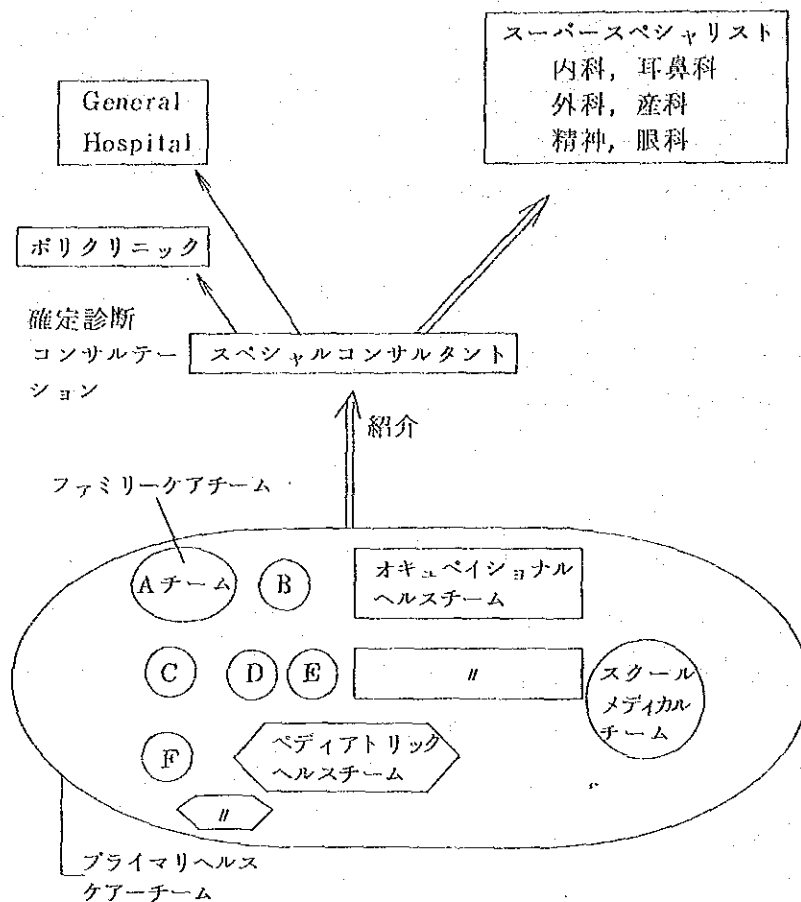 スーパースペシャリスト
内科, 耳鼻科
外科, 産科
精神, 眼科
General
Hospital
ポリクリニック
確定診断
コンサルテー
ション
スペシャルコンサルタント
紹介
ファミリーケアチーム
Aチーム
B
オキュペイショナル
ヘルスチーム
C
D
E
〃
スクール
メディカル
チーム
F
ペディアトリック
ヘルスチーム
〃
プライマリヘルス
ケアーチーム